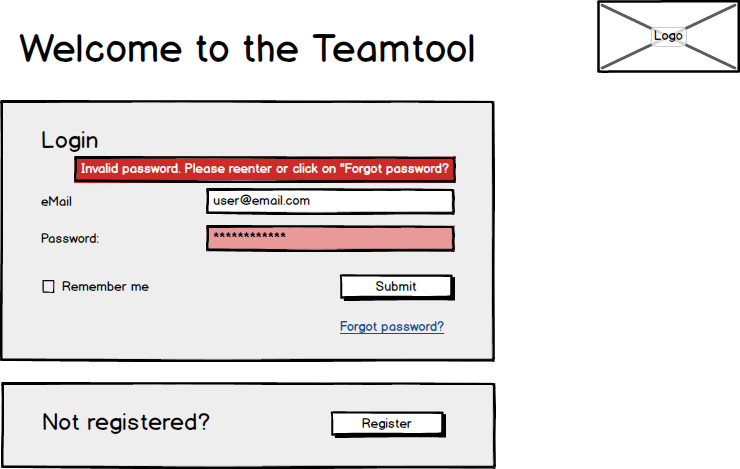 Welcome to the Teamtool
Logo
Login
Invalid password. Please reenter or click on "Forgot password?
eMail
user@email.com
Password:
************
Remember me
Submit
Forgot password?
Not registered?
Register